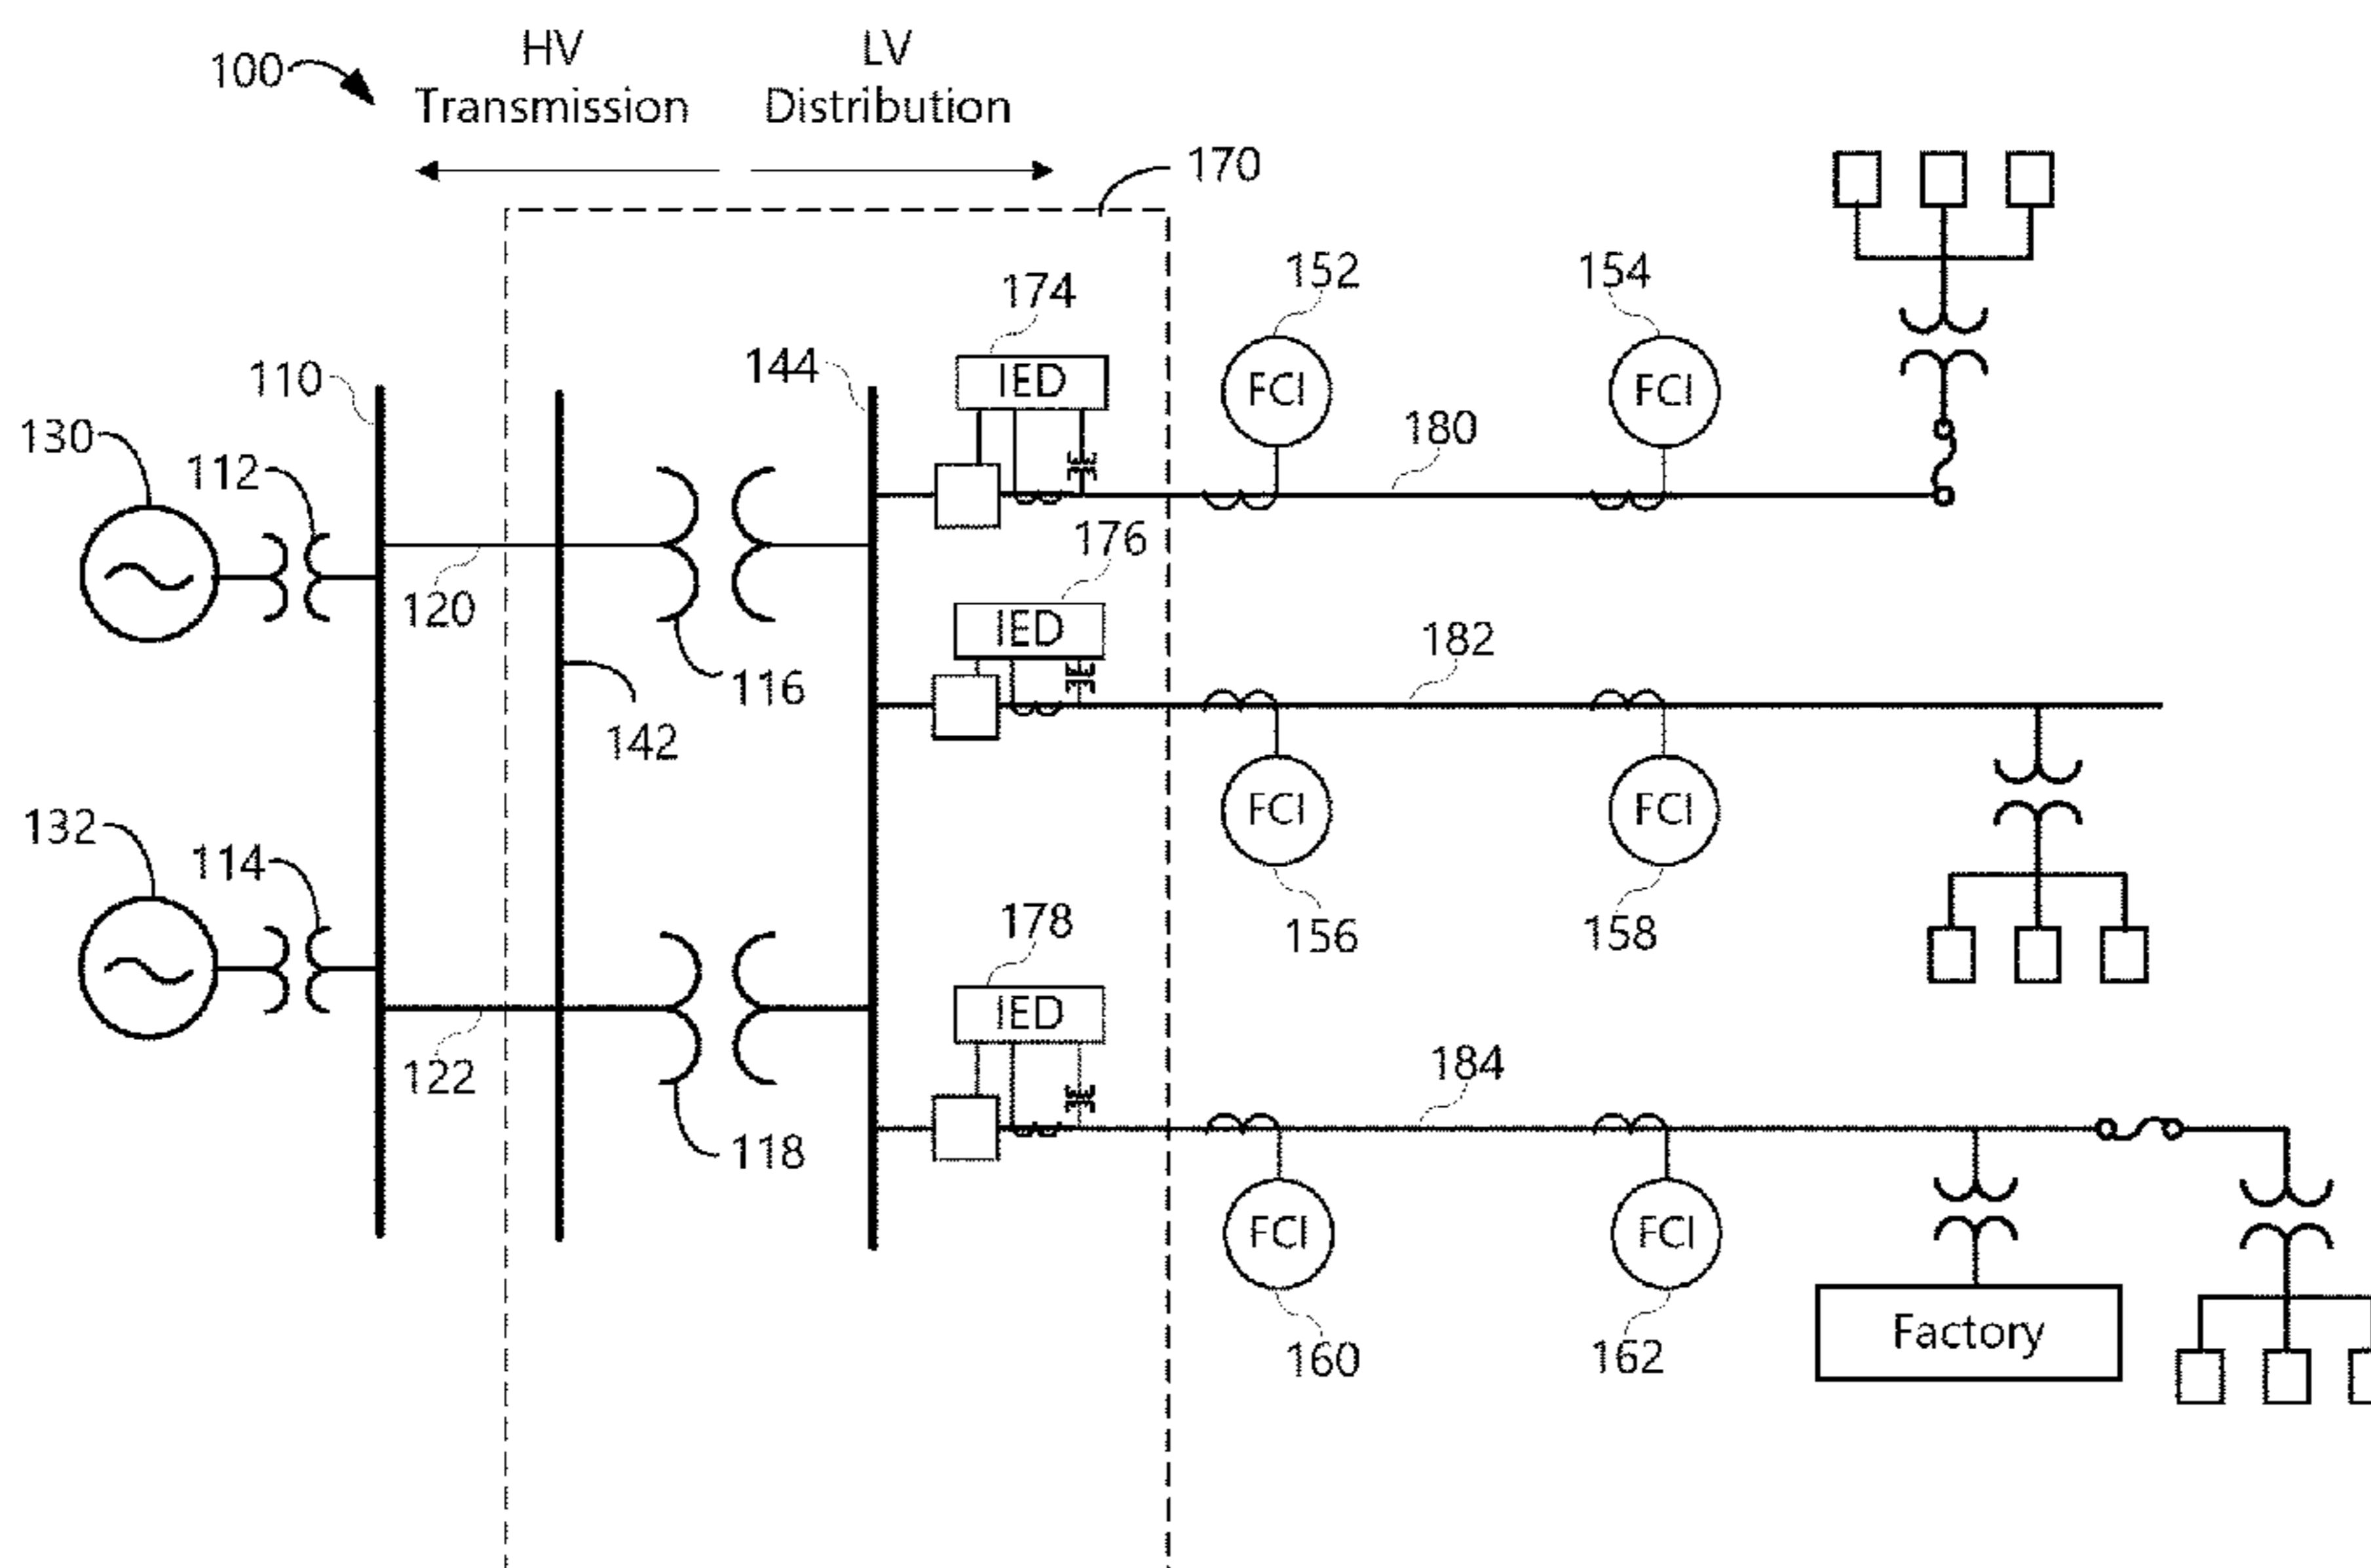 100
HV
Transmission
LV
Distribution
170
152
154
174
110
144
IED
FCI
FCI
130
112
180
176
120
IED
182
116
142
FCI
FCI
132
114
178
156
158
IED
122
184
118
FCI
FCI
Factory
160
162